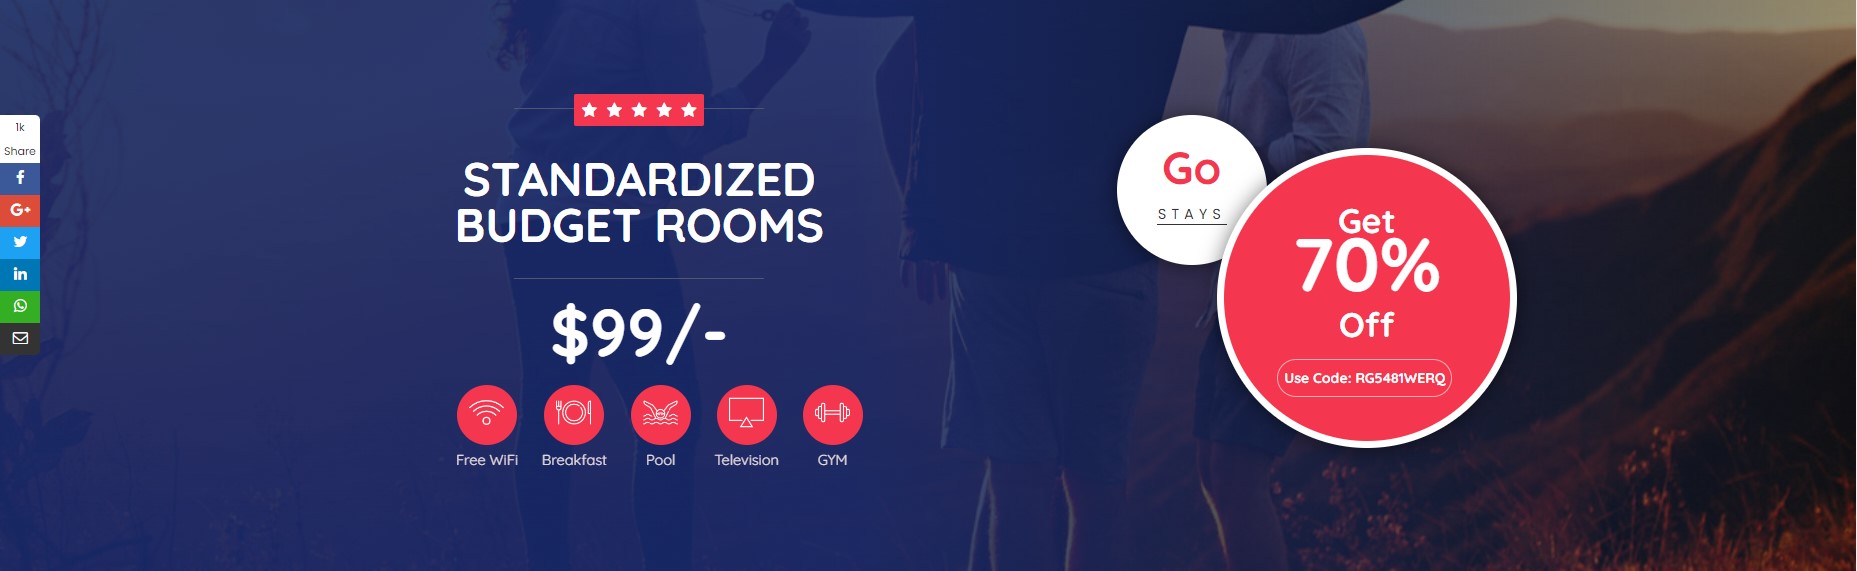 1k
Share
STANDARDIZED
BUDGET ROOMS
$99/-
Free WiFi
Breakfast
Pool
Television
GYM
Go
STAYS
Get
70%
Off
Use Code: RG5481WERQ